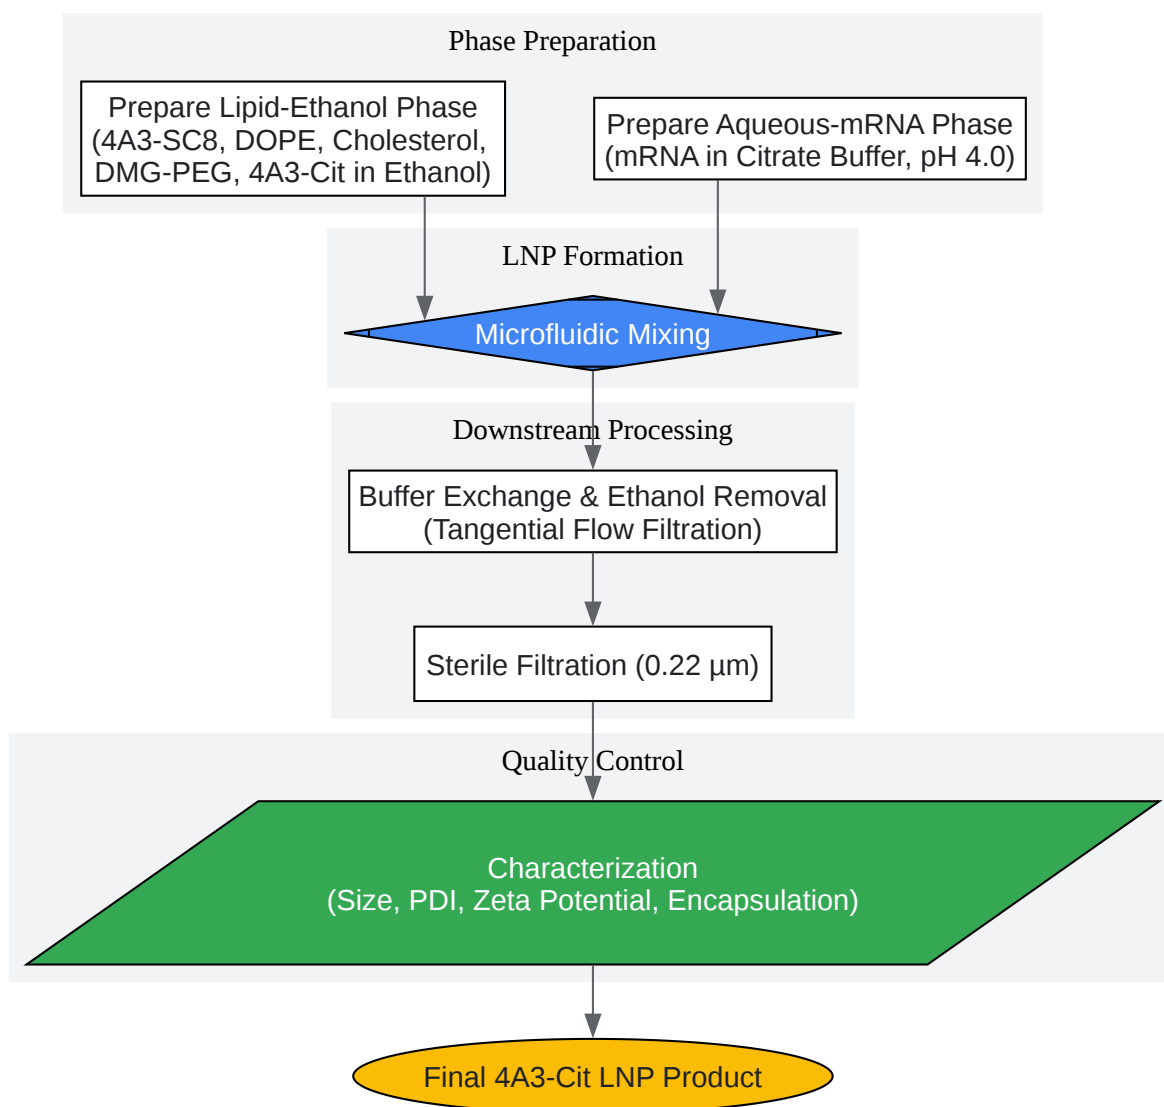 Phase Preparation
Prepare Lipid-Ethanol Phase
(4A3-SC8, DOPE, Cholesterol,
DMG-PEG, 4A3-Cit in Ethanol)
Prepare Aqueous-mRNA Phase
(mRNA in Citrate Buffer, pH 4.0)
LNP Formation
Microfluidic Mixing
Downstream Processing
Buffer Exchange & Ethanol Removal
(Tangential Flow Filtration)
Sterile Filtration (0.22 µm)
Quality Control
Characterization
(Size, PDI, Zeta Potential, Encapsulation)
Final 4A3-Cit LNP Product